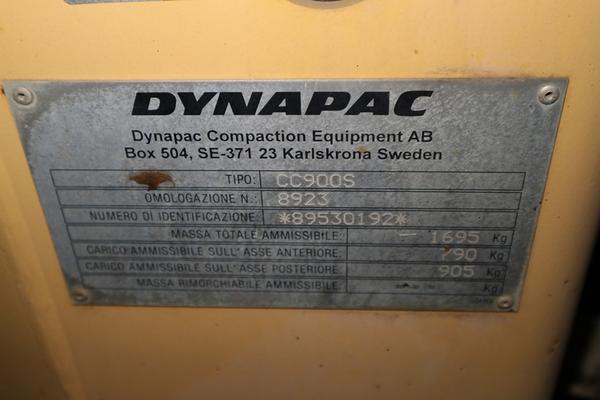 DYNAPAC
Dynapac Compaction Equipment AB
Box 504, SE-371 23 Karlskrona Sweden
TIPO: CC900S
OMOLOGAZIONE N.: 8923
NUMERO DI IDENTIFICAZIONE: *89530192*
MASSA TOTALE AMMISSIBILE: 1695 Kg
CARICO AMMISSIBILE SULL' ASSE ANTERIORE: 790 Kg
CARICO AMMISSIBILE SULL' ASSE POSTERIORE: 905 Kg
MASSA RIMORCHIABILE AMMISSIBILE: Kg